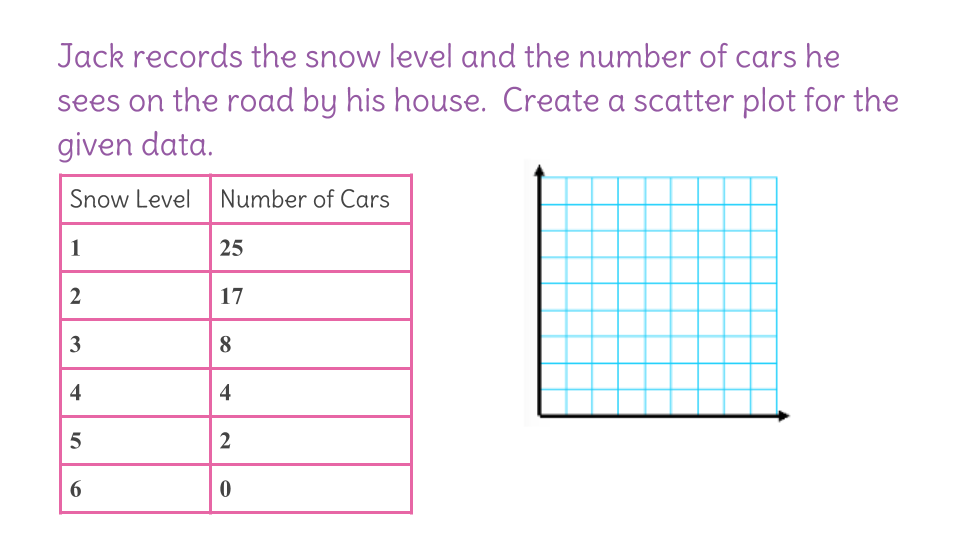 Jack records the snow level and the number of cars he
sees on the road by his house.  Create a scatter plot for the
given data.
Snow Level Number of Cars
1 25
2 17
3 8
4 4
5 2
6 0